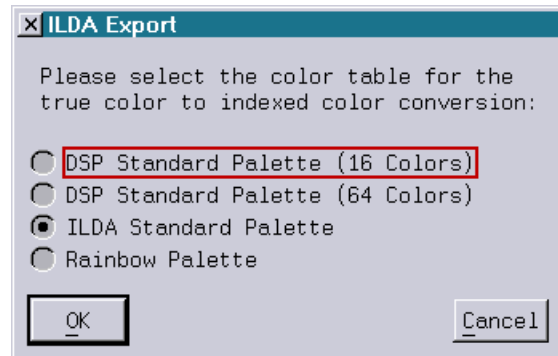 ILDA Export
Please select the color table for the
true color to indexed color conversion:
DSP Standard Palette (16 Colors)
DSP Standard Palette (64 Colors)
ILDA Standard Palette
Rainbow Palette
OK
Cancel